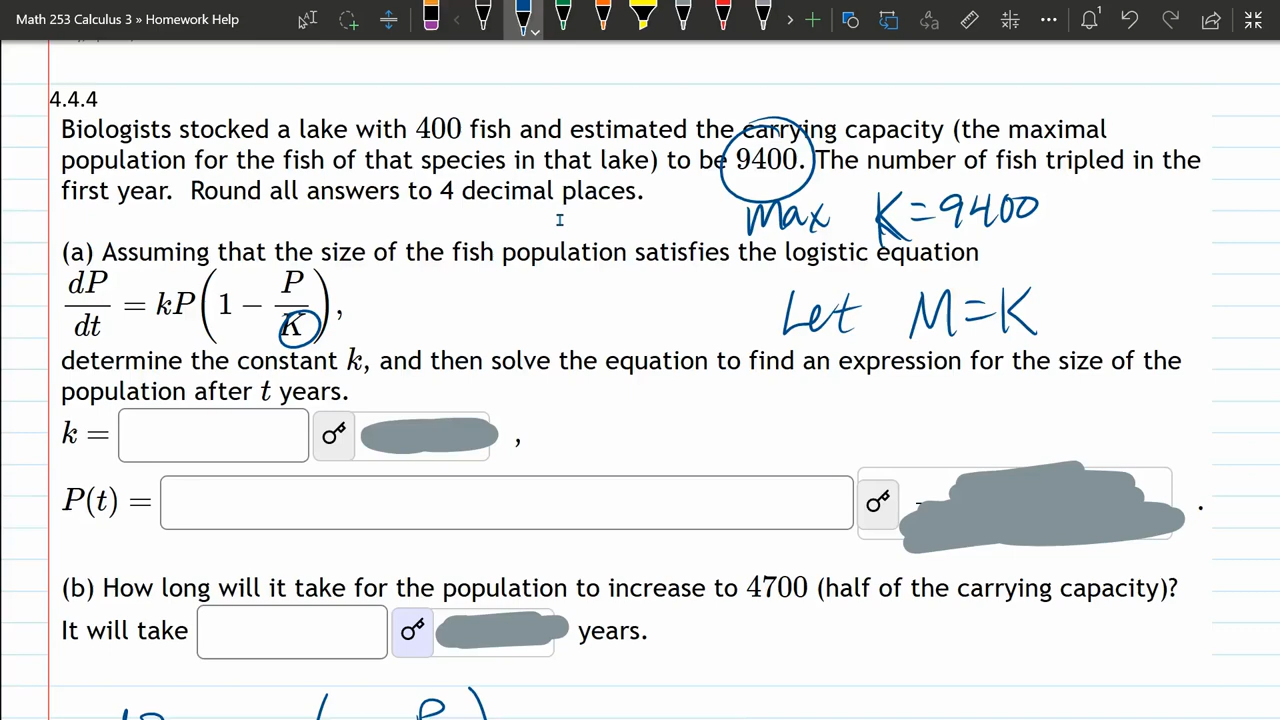 Math 253 Calculus 3 » Homework Help
4.4.4
Biologists stocked a lake with 400 fish and estimated the carrying capacity (the maximal
population for the fish of that species in that lake) to be 9400. The number of fish tripled in the
first year. Round all answers to 4 decimal places.
max K=9400
(a) Assuming that the size of the fish population satisfies the logistic equation
dP/dt = kP(1 − P/K),
Let M=K
determine the constant k, and then solve the equation to find an expression for the size of the
population after t years.
k = ,
P(t) = .
(b) How long will it take for the population to increase to 4700 (half of the carrying capacity)?
It will take years.